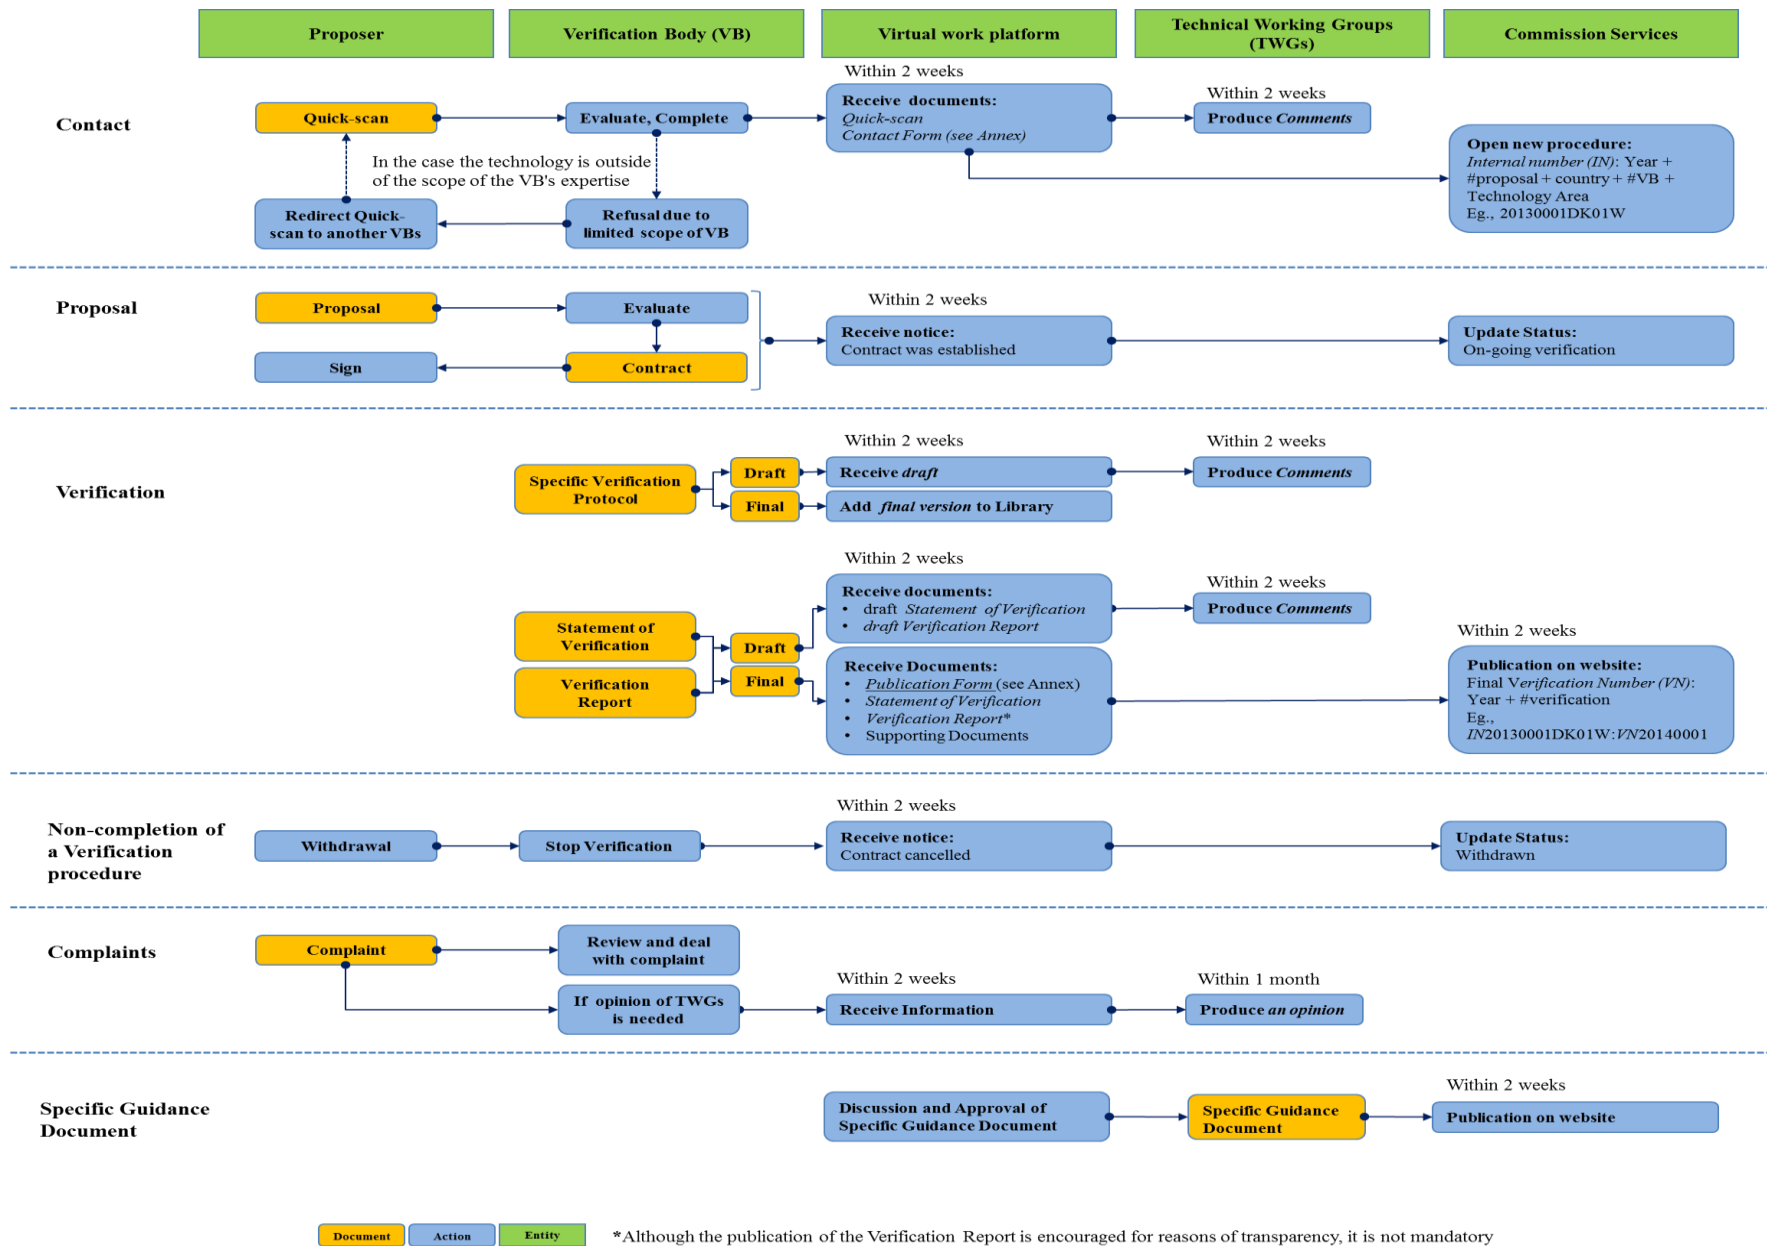 Proposer
Verification Body (VB)
Virtual work platform
Technical Working Groups
(TWGs)
Commission Services
Contact
Quick-scan
Evaluate, Complete
Within 2 weeks
Receive documents:
Quick-scan
Contact Form (see Annex)
Within 2 weeks
Produce Comments
Open new procedure:
Internal number (IN): Year +
#proposal + country + #VB +
Technology Area
Eg., 20130001DK01W
In the case the technology is outside
of the scope of the VB's expertise
Redirect Quick-
scan to another VBs
Refusal due to
limited scope of VB
Proposal
Proposal
Evaluate
Sign
Contract
Within 2 weeks
Receive notice:
Contract was established
Update Status:
On-going verification
Verification
Specific Verification
Protocol
Draft
Final
Within 2 weeks
Receive draft
Add final version to Library
Within 2 weeks
Produce Comments
Statement of
Verification
Verification
Report
Draft
Final
Within 2 weeks
Receive documents:
• draft Statement of Verification
• draft Verification Report
Within 2 weeks
Produce Comments
Receive Documents:
• Publication Form (see Annex)
• Statement of Verification
• Verification Report*
• Supporting Documents
Within 2 weeks
Publication on website:
Final Verification Number (VN):
Year + #verification
Eg.,
IN20130001DK01W:VN20140001
Non-completion of
a Verification
procedure
Withdrawal
Stop Verification
Within 2 weeks
Receive notice:
Contract cancelled
Update Status:
Withdrawn
Complaints
Complaint
Review and deal
with complaint
If opinion of TWGs
is needed
Within 2 weeks
Receive Information
Within 1 month
Produce an opinion
Specific Guidance
Document
Discussion and Approval of
Specific Guidance Document
Specific Guidance
Document
Within 2 weeks
Publication on website
Document
Action
Entity
*Although the publication of the Verification Report is encouraged for reasons of transparency, it is not mandatory